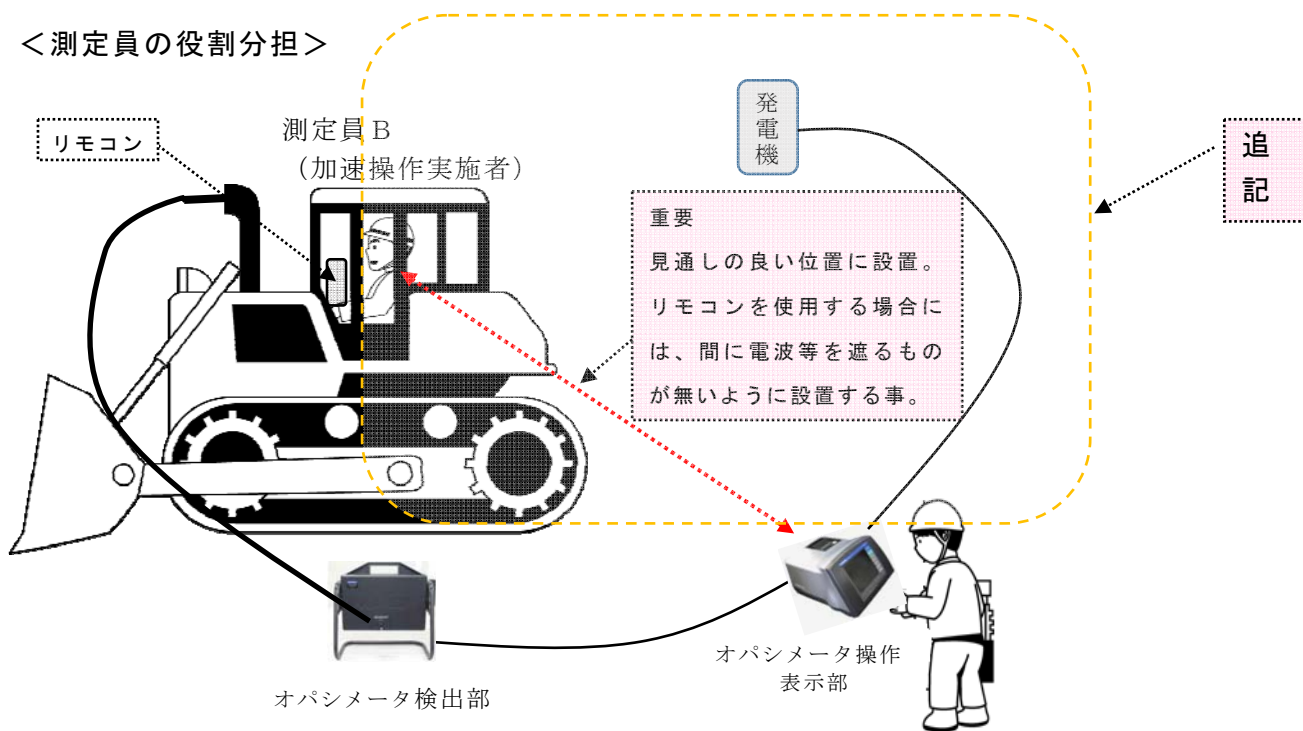 ＜測定員の役割分担＞
リモコン
測定員Ｂ
（加速操作実施者）
発電機
追記
重要
見通しの良い位置に設置。
リモコンを使用する場合に
は、間に電波等を遮るもの
が無いように設置する事。
オパシメータ検出部
オパシメータ操作
表示部